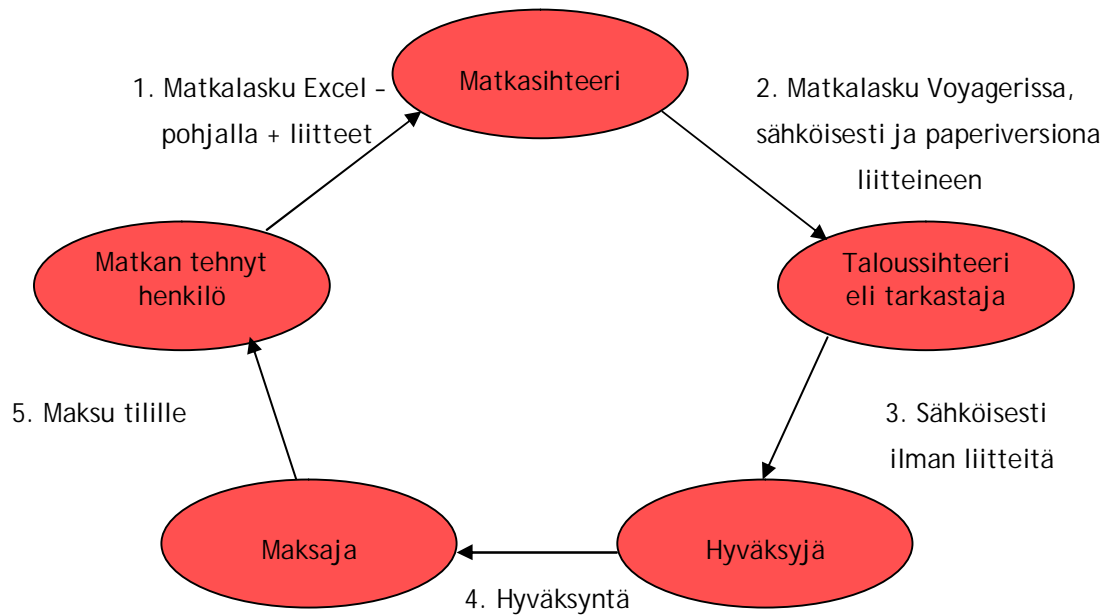 Matkasihteeri
1. Matkalasku Excel –
pohjalla + liitteet
2. Matkalasku Voyagerissa,
sähköisesti ja paperiversiona
liitteineen
Matkan tehnyt
henkilö
Taloussihteeri
eli tarkastaja
5. Maksu tilille
3. Sähköisesti
ilman liitteitä
Maksaja
Hyväksyjä
4. Hyväksyntä